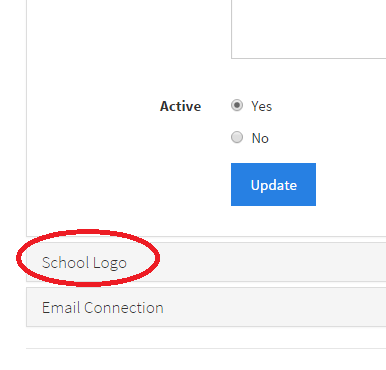 Active Yes
No
Update
School Logo
Email Connection